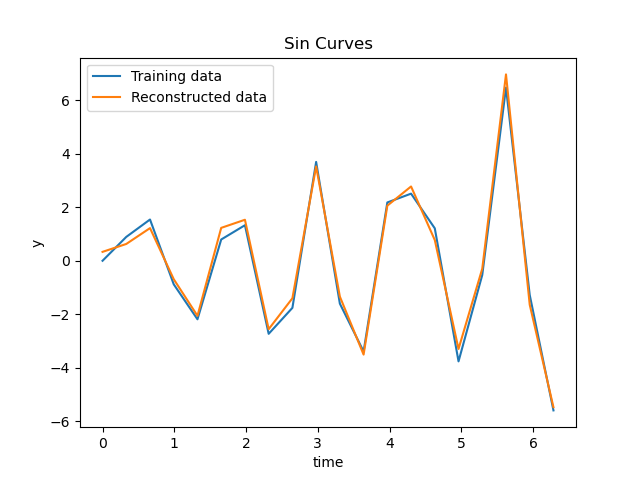 Sin Curves
Training data
Reconstructed data
6
4
2
0
−2
−4
−6
y
0 1 2 3 4 5 6
time